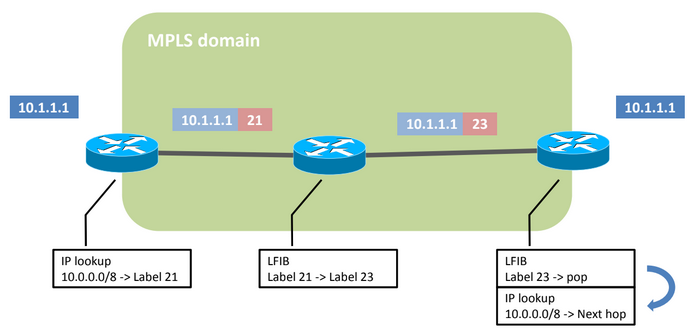 MPLS domain
10.1.1.1
10.1.1.1 21
10.1.1.1 23
10.1.1.1
IP lookup
10.0.0.0/8 -> Label 21
LFIB
Label 21 -> Label 23
LFIB
Label 23 -> pop
IP lookup
10.0.0.0/8 -> Next hop